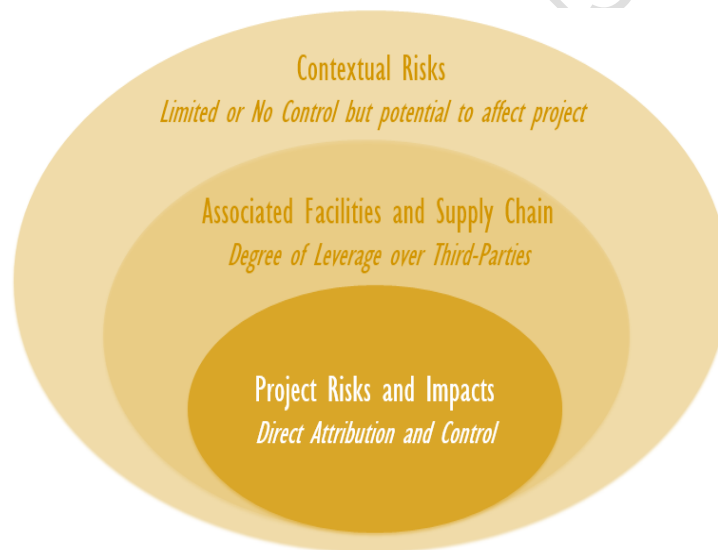 Contextual Risks
Limited or No Control but potential to affect project
Associated Facilities and Supply Chain
Degree of Leverage over Third-Parties
Project Risks and Impacts
Direct Attribution and Control